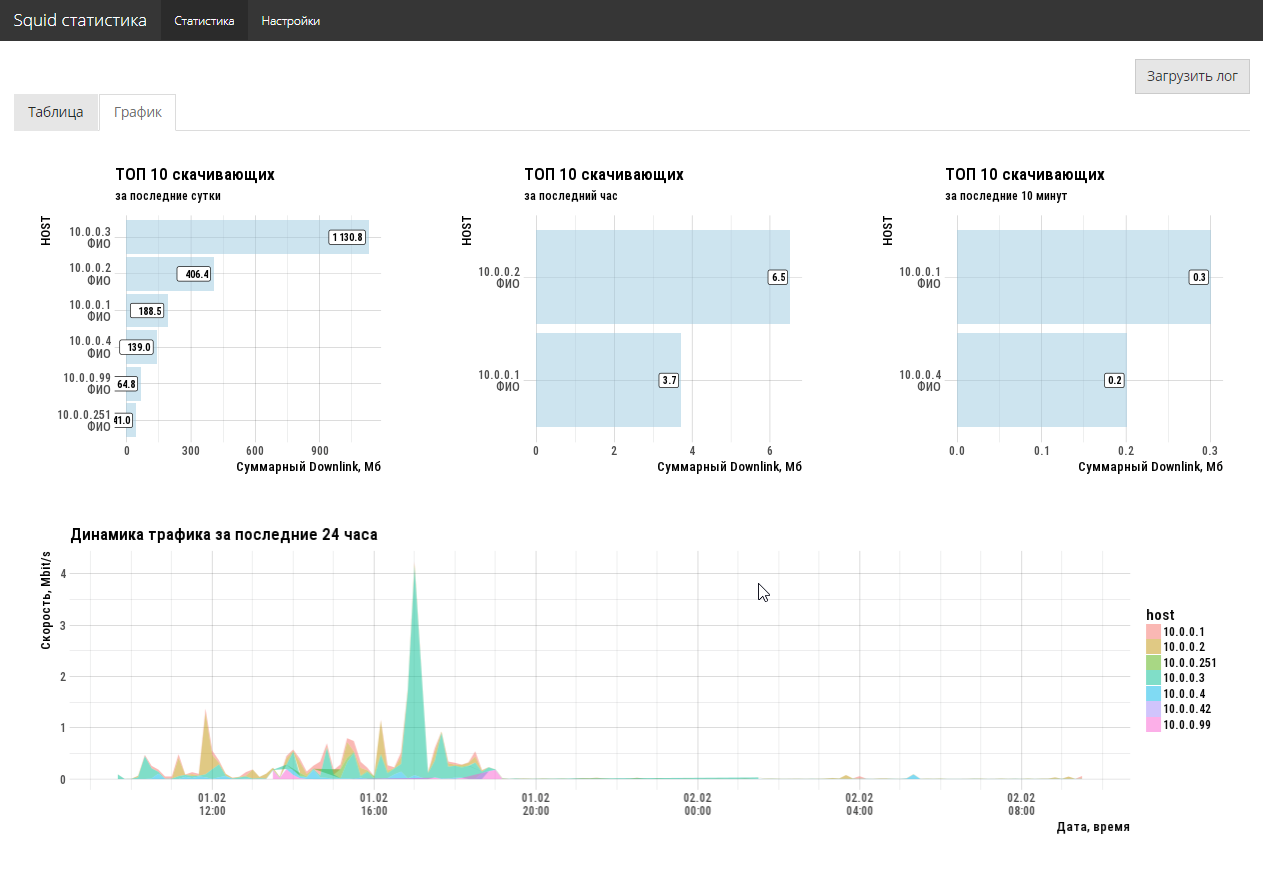 Squid статистика Статистика Настройки
Загрузить лог
Таблица График
ТОП 10 скачивающих
за последние сутки
HOST
10.0.0.3
ФИО
1 130.8
10.0.0.2
ФИО
406.4
10.0.0.1
ФИО
188.5
10.0.0.4
ФИО
139.0
10.0.0.99
ФИО
64.8
10.0.0.251
ФИО
41.0
0 300 600 900
Суммарный Downlink, Мб
ТОП 10 скачивающих
за последний час
HOST
10.0.0.2
ФИО
6.5
10.0.0.1
ФИО
3.7
0 2 4 6
Суммарный Downlink, Мб
ТОП 10 скачивающих
за последние 10 минут
HOST
10.0.0.1
ФИО
0.3
10.0.0.4
ФИО
0.2
0.0 0.1 0.2 0.3
Суммарный Downlink, Мб
Динамика трафика за последние 24 часа
Скорость, Mbit/s
4
3
2
1
0
01.02 01.02 01.02 02.02 02.02 02.02
12:00 16:00 20:00 00:00 04:00 08:00
Дата, время
host
10.0.0.1
10.0.0.2
10.0.0.251
10.0.0.3
10.0.0.4
10.0.0.42
10.0.0.99